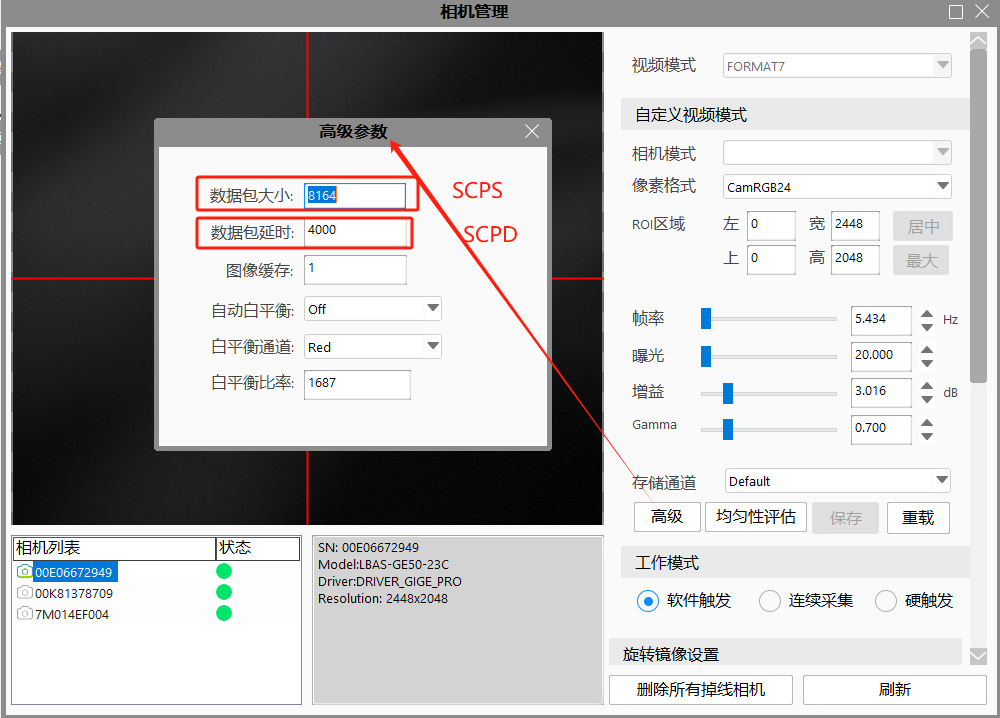 相机管理
视频模式 FORMAT7
自定义视频模式
相机模式
像素格式 CamRGB24
ROI区域 左 0 宽 2448 居中
上 0 高 2048 最大
帧率 5.434 Hz
曝光 20.000
增益 3.016 dB
Gamma 0.700
存储通道 Default
高级 均匀性评估 保存 重载
工作模式
软件触发 连续采集 硬触发
旋转镜像设置
删除所有掉线相机 刷新
高级参数
数据包大小: 8164 SCPS
数据包延时: 4000 SCPD
图像缓存: 1
自动白平衡: Off
白平衡通道: Red
白平衡比率: 1687
相机列表 状态
00E06672949
00K81378709
7M014EF004
SN: 00E06672949
Model:LBAS-GE50-23C
Driver:DRIVER_GIGE_PRO
Resolution: 2448x2048